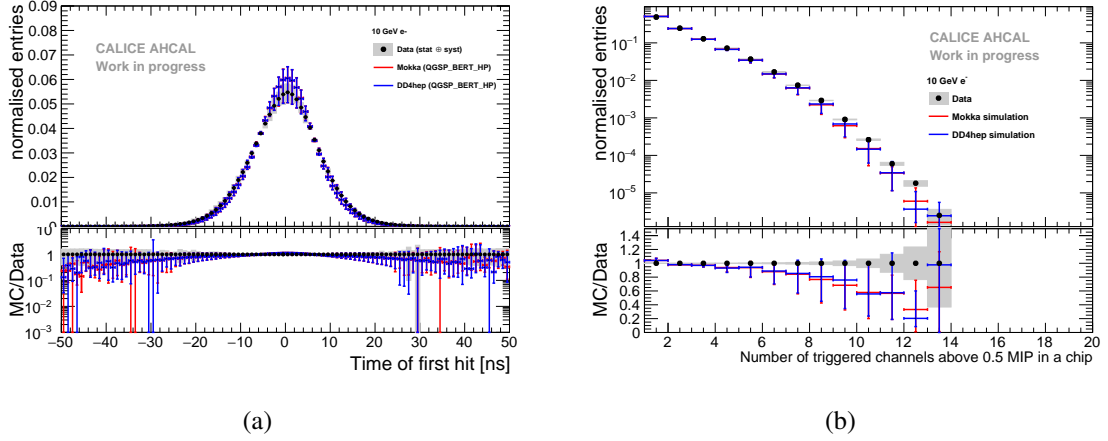 0.09
0.08
0.07
0.06
0.05
0.04
0.03
0.02
0.01
0
normalised entries
CALICE AHCAL
Work in progress
10 GeV e-
Data (stat ⊕ syst)
Mokka (QGSP_BERT_HP)
DD4hep (QGSP_BERT_HP)
10
1
10⁻¹
10⁻²
10⁻³
MC/Data
−50 −40 −30 −20 −10 0 10 20 30 40 50
Time of first hit [ns]
(a)
10⁻¹
10⁻²
10⁻³
10⁻⁴
10⁻⁵
normalised entries
CALICE AHCAL
Work in progress
10 GeV e⁻
Data
Mokka simulation
DD4hep simulation
1.4
1.2
1.0
0.8
0.6
0.4
0.2
0
MC/Data
2 4 6 8 10 12 14 16 18 20
Number of triggered channels above 0.5 MIP in a chip
(b)